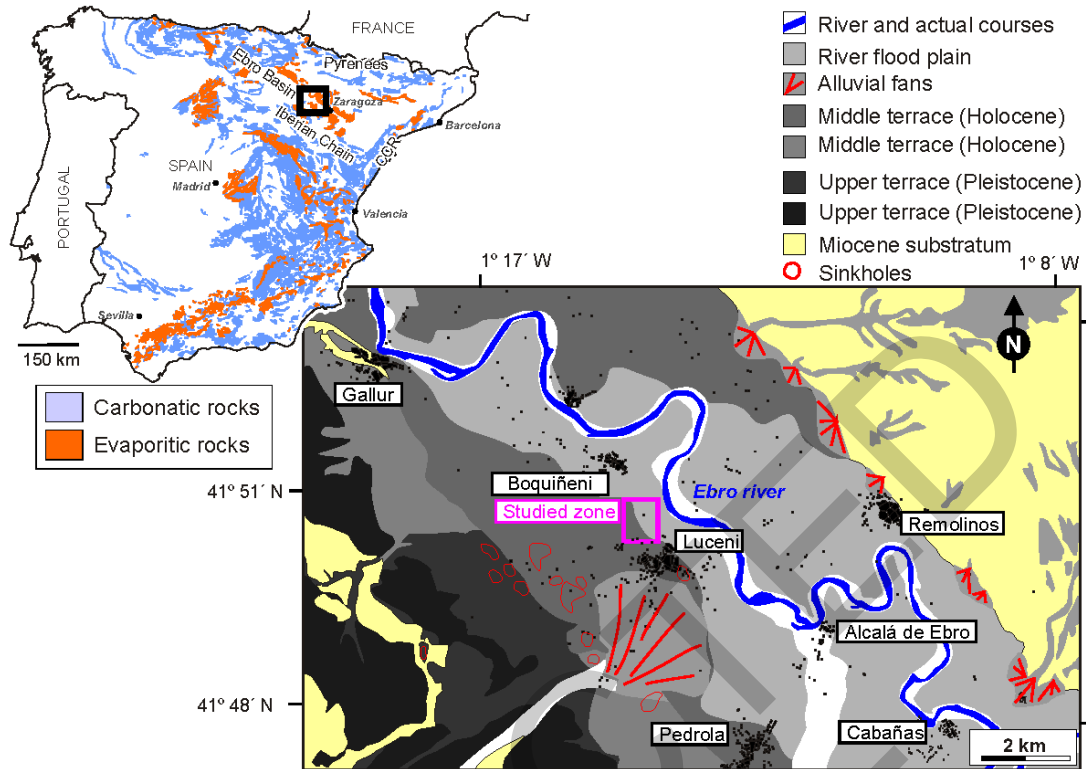 FRANCE
Pyrenees
Ebro Basin
Zaragoza
Iberian Chain
Barcelona
CCR
SPAIN
Madrid
PORTUGAL
Valencia
Sevilla
150 km
Carbonatic rocks
Evaporitic rocks
River and actual courses
River flood plain
Alluvial fans
Middle terrace (Holocene)
Middle terrace (Holocene)
Upper terrace (Pleistocene)
Upper terrace (Pleistocene)
Miocene substratum
Sinkholes
1º 17´ W
1º 8´ W
N
Gallur
Boquiñeni
Ebro river
41º 51´ N
Studied zone
Remolinos
Luceni
Alcalá de Ebro
41º 48´ N
Pedrola
Cabañas
2 km